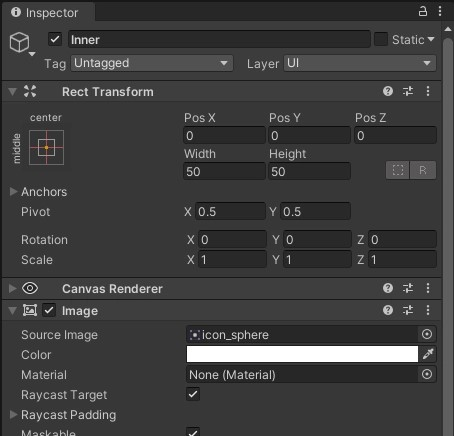 Inspector
Inner
Static
Tag Untagged Layer UI
Rect Transform
center
middle
Pos X Pos Y Pos Z
0 0 0
Width Height
50 50
R
Anchors
Pivot X 0.5 Y 0.5
Rotation X 0 Y 0 Z 0
Scale X 1 Y 1 Z 1
Canvas Renderer
Image
Source Image icon_sphere
Color
Material None (Material)
Raycast Target
Raycast Padding
Maskable